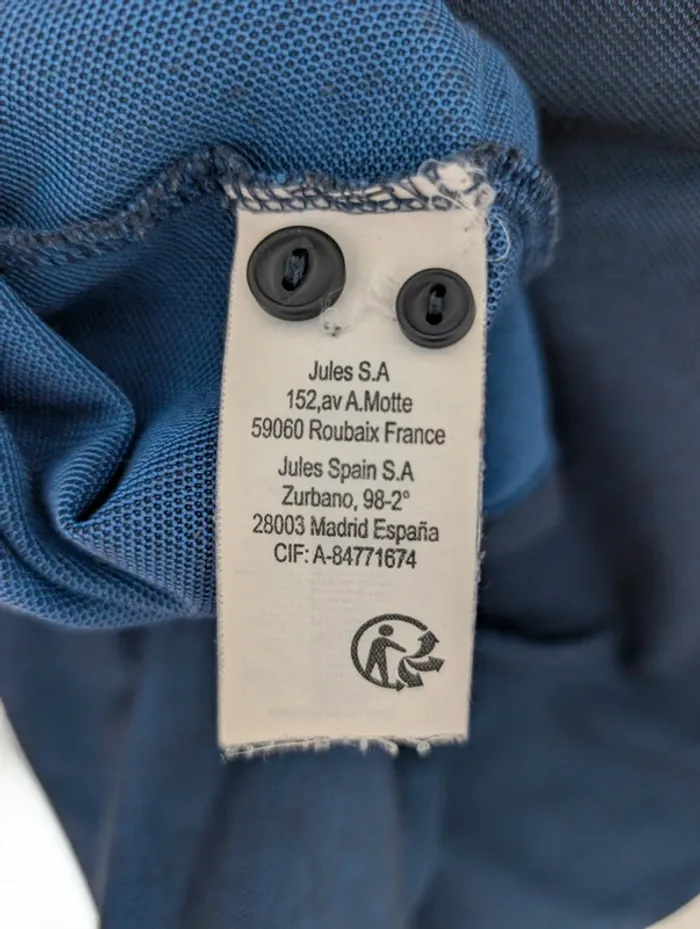 Jules S.A
152,av A.Motte
59060 Roubaix France
Jules Spain S.A
Zurbano, 98-2°
28003 Madrid España
CIF: A-84771674